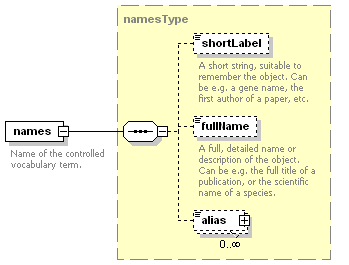 namesType
shortLabel
A short string, suitable to
remember the object. Can
be e.g. a gene name, the
first author of a paper, etc.
names
Name of the controlled
vocabulary term.
fullName
A full, detailed name or
description of the object.
Can be e.g. the full title of a
publication, or the scientific
name of a species.
alias
0..∞